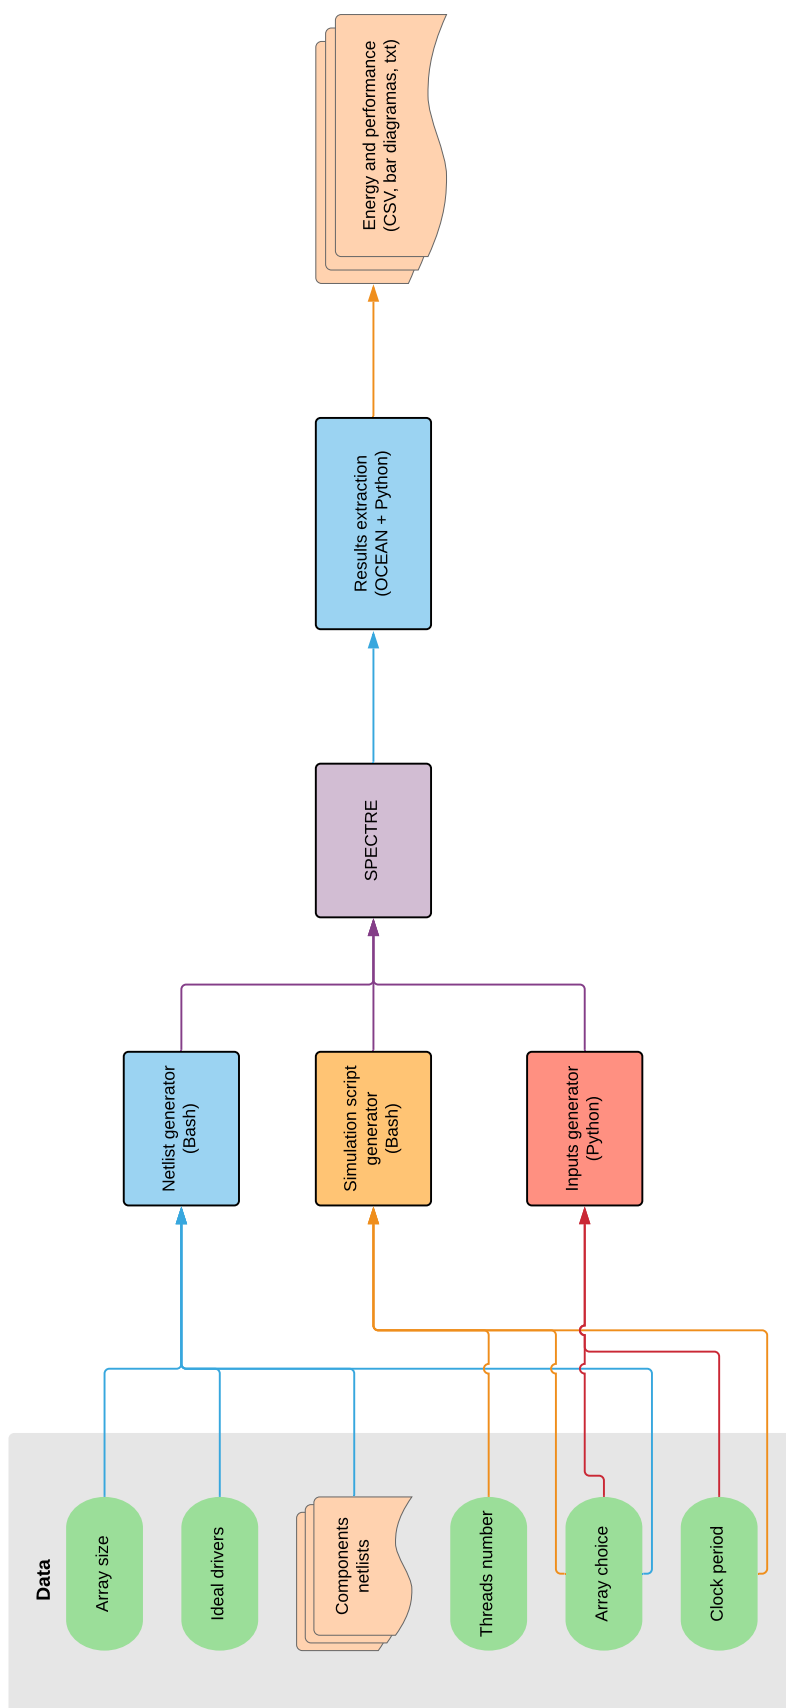 Data
Array size
Ideal drivers
Components
netlists
Threads number
Array choice
Clock period
Netlist generator
(Bash)
Simulation script
generator
(Bash)
Inputs generator
(Python)
SPECTRE
Results extraction
(OCEAN + Python)
Energy and performance
(CSV, bar diagramas, txt)